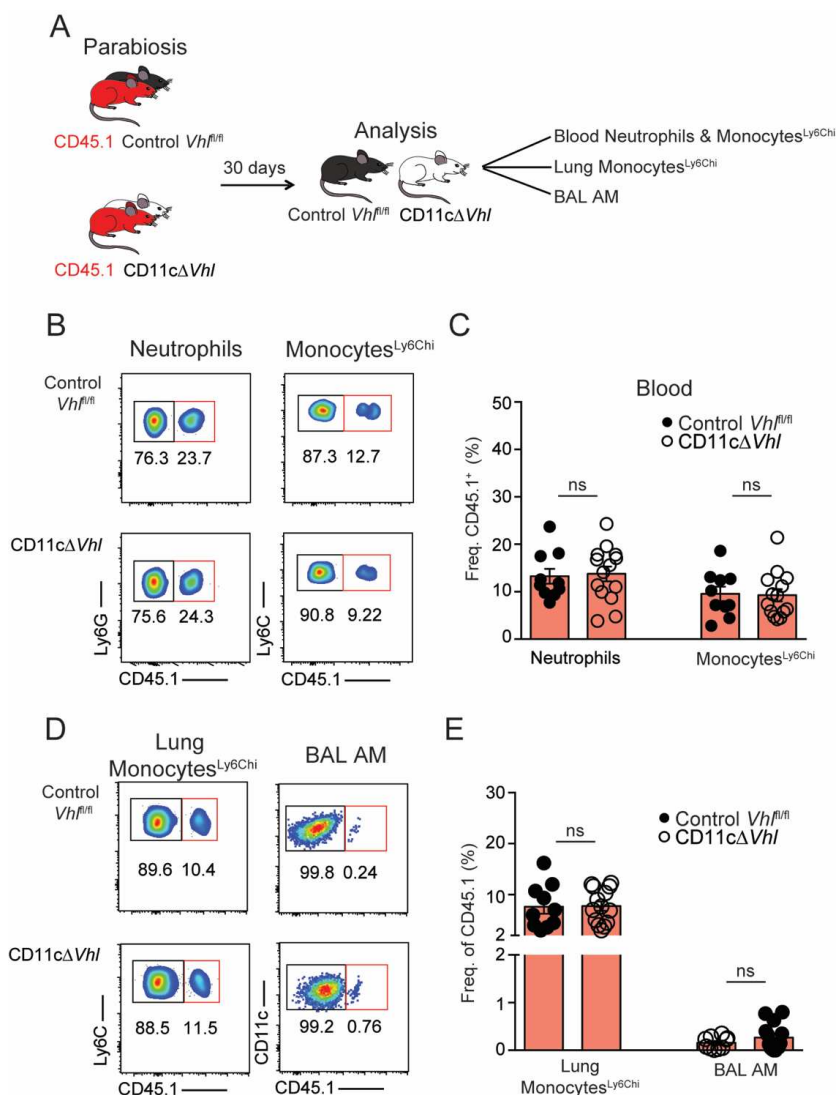 A
Parabiosis
CD45.1 Control Vhlfl/fl
CD45.1 CD11cΔVhl
30 days
Analysis
Control Vhlfl/fl CD11cΔVhl
Blood Neutrophils & MonocytesLy6Chi
Lung MonocytesLy6Chi
BAL AM
B
Neutrophils MonocytesLy6Chi
Control
Vhlfl/fl
76.3 23.7
87.3 12.7
CD11cΔVhl
75.6 24.3
90.8 9.22
Ly6G
Ly6C
CD45.1 CD45.1
C
Blood
Control Vhlfl/fl
CD11cΔVhl
Freq. CD45.1+ (%)
50
40
30
20
10
0
ns ns
Neutrophils MonocytesLy6Chi
D
Lung
MonocytesLy6Chi
BAL AM
Control
Vhlfl/fl
89.6 10.4
99.8 0.24
CD11cΔVhl
88.5 11.5
99.2 0.76
Ly6C
CD11c
CD45.1 CD45.1
E
Control Vhlfl/fl
CD11cΔVhl
Freq. of CD45.1 (%)
30
20
10
2
2
1
0
ns
ns
Lung
MonocytesLy6Chi
BAL AM